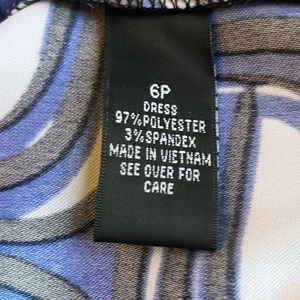 6P
DRESS
97%POLYESTER
3%SPANDEX
MADE IN VIETNAM
SEE OVER FOR
CARE